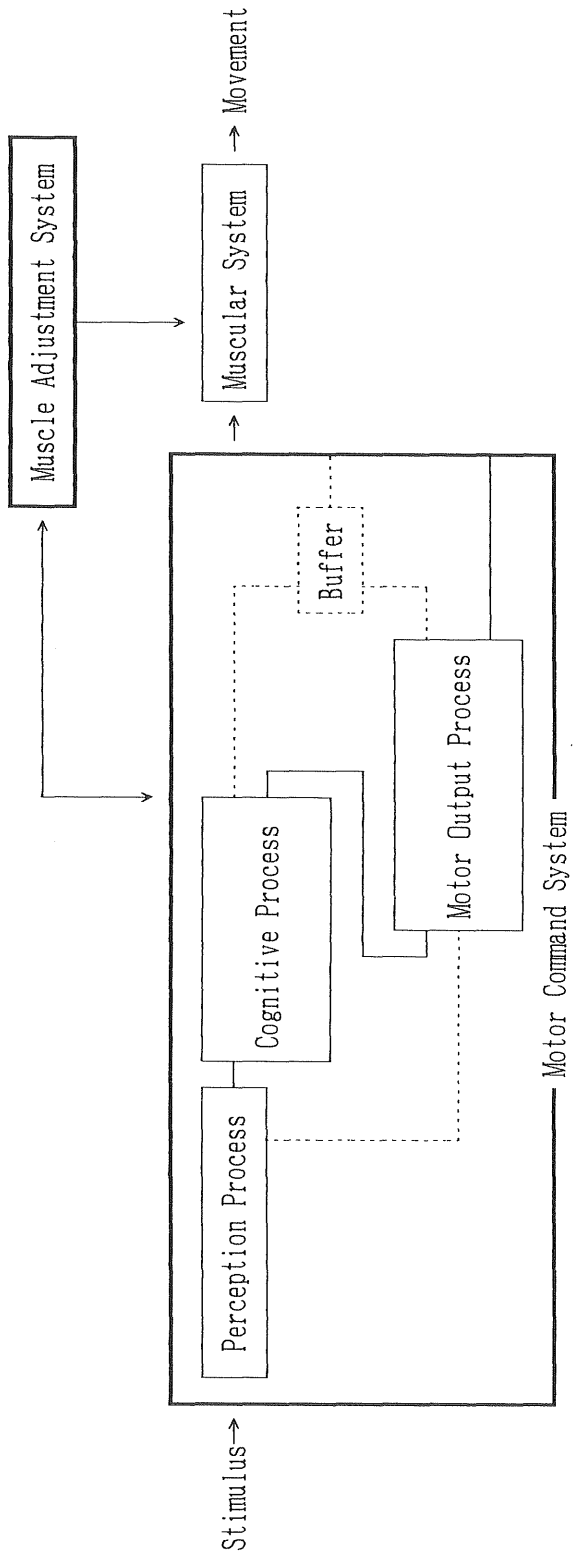 Muscle Adjustment System
Stimulus→
Perception Process
Cognitive Process
Buffer
Motor Output Process
Motor Command System
→ Muscular System → Movement